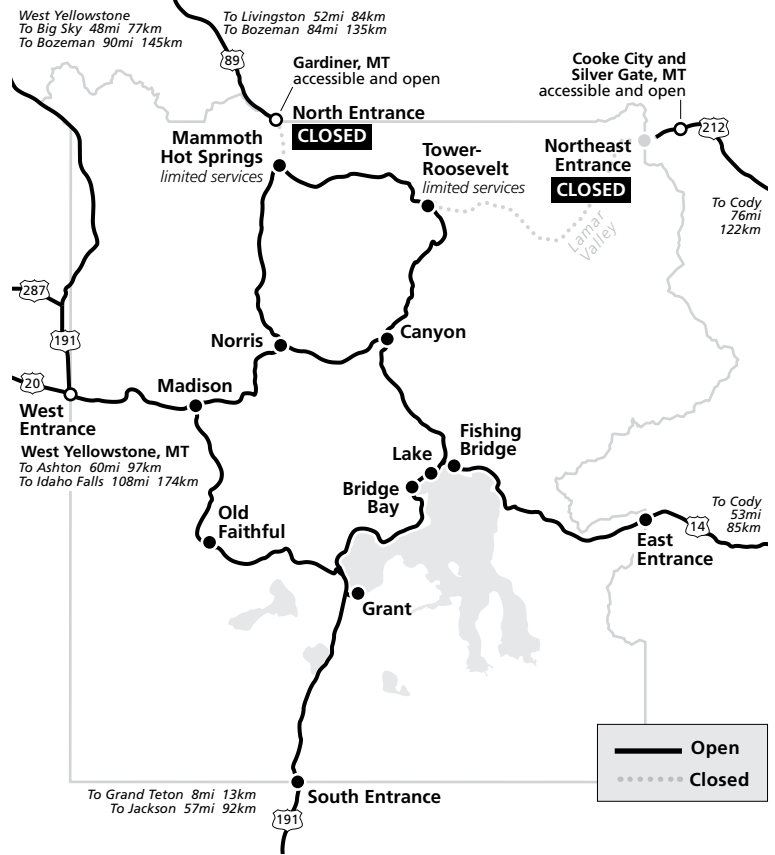 West Yellowstone
To Big Sky 48mi 77km
To Bozeman 90mi 145km
To Livingston 52mi 84km
To Bozeman 84mi 135km
89
Gardiner, MT
accessible and open
Cooke City and
Silver Gate, MT
accessible and open
North Entrance
CLOSED
212
Mammoth
Hot Springs
limited services
Tower-
Roosevelt
limited services
Northeast
Entrance
CLOSED
To Cody
76mi
122km
Lamar
Valley
287
191
Norris
Canyon
20
Madison
West
Entrance
West Yellowstone, MT
To Ashton 60mi 97km
To Idaho Falls 108mi 174km
Fishing
Bridge
Lake
Bridge
Bay
Old
Faithful
To Cody
53mi
85km
14
East
Entrance
Grant
Open
Closed
To Grand Teton 8mi 13km
To Jackson 57mi 92km
South Entrance
191